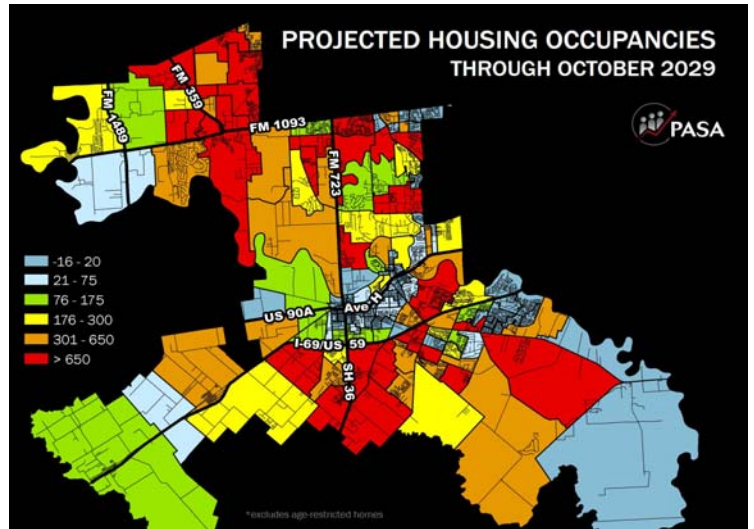 PROJECTED HOUSING OCCUPANCIES
THROUGH OCTOBER 2029
PASA
FM 359
FM 1489
FM 1093
FM 723
-16 - 20
21 - 75
76 - 175
176 - 300
301 - 650
> 650
Ave H
US 90A
I-69/US 59
SH 36
*excludes age-restricted homes